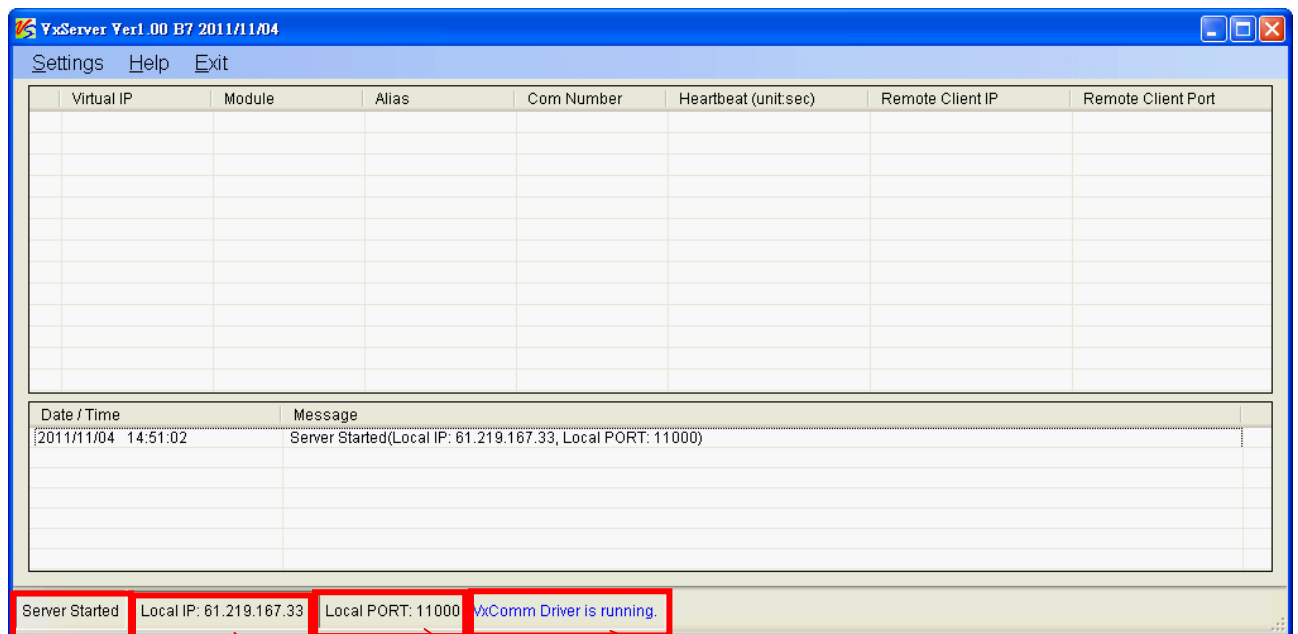 VxServer Ver1.00 B7 2011/11/04
Settings Help Exit
Virtual IP Module Alias Com Number Heartbeat (unit:sec) Remote Client IP Remote Client Port
Date / Time Message
2011/11/04 14:51:02 Server Started(Local IP: 61.219.167.33, Local PORT: 11000)
Server Started Local IP: 61.219.167.33 Local PORT: 11000 VxComm Driver is running.